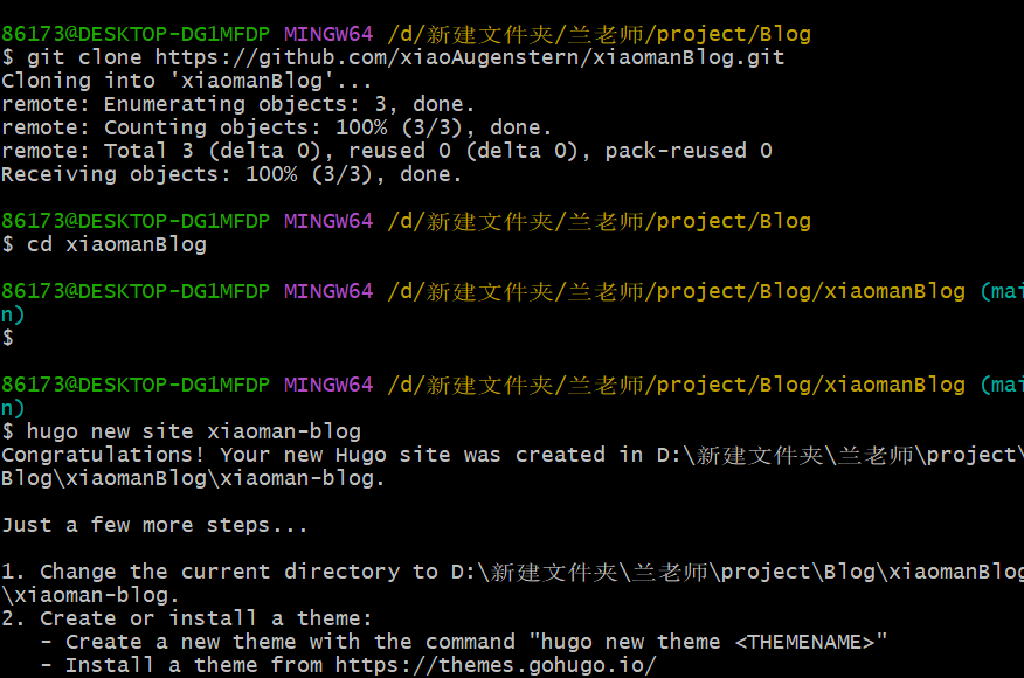 86173@DESKTOP-DG1MFDP MINGW64 /d/新建文件夹/兰老师/project/Blog
$ git clone https://github.com/xiaoAugenstern/xiaomanBlog.git
Cloning into 'xiaomanBlog'...
remote: Enumerating objects: 3, done.
remote: Counting objects: 100% (3/3), done.
remote: Total 3 (delta 0), reused 0 (delta 0), pack-reused 0
Receiving objects: 100% (3/3), done.
86173@DESKTOP-DG1MFDP MINGW64 /d/新建文件夹/兰老师/project/Blog
$ cd xiaomanBlog
86173@DESKTOP-DG1MFDP MINGW64 /d/新建文件夹/兰老师/project/Blog/xiaomanBlog (mai
n)
$
86173@DESKTOP-DG1MFDP MINGW64 /d/新建文件夹/兰老师/project/Blog/xiaomanBlog (mai
n)
$ hugo new site xiaoman-blog
Congratulations! Your new Hugo site was created in D:\新建文件夹\兰老师\project\
Blog\xiaomanBlog\xiaoman-blog.
Just a few more steps...
1. Change the current directory to D:\新建文件夹\兰老师\project\Blog\xiaomanBlog
\xiaoman-blog.
2. Create or install a theme:
- Create a new theme with the command "hugo new theme <THEMENAME>"
- Install a theme from https://themes.gohugo.io/